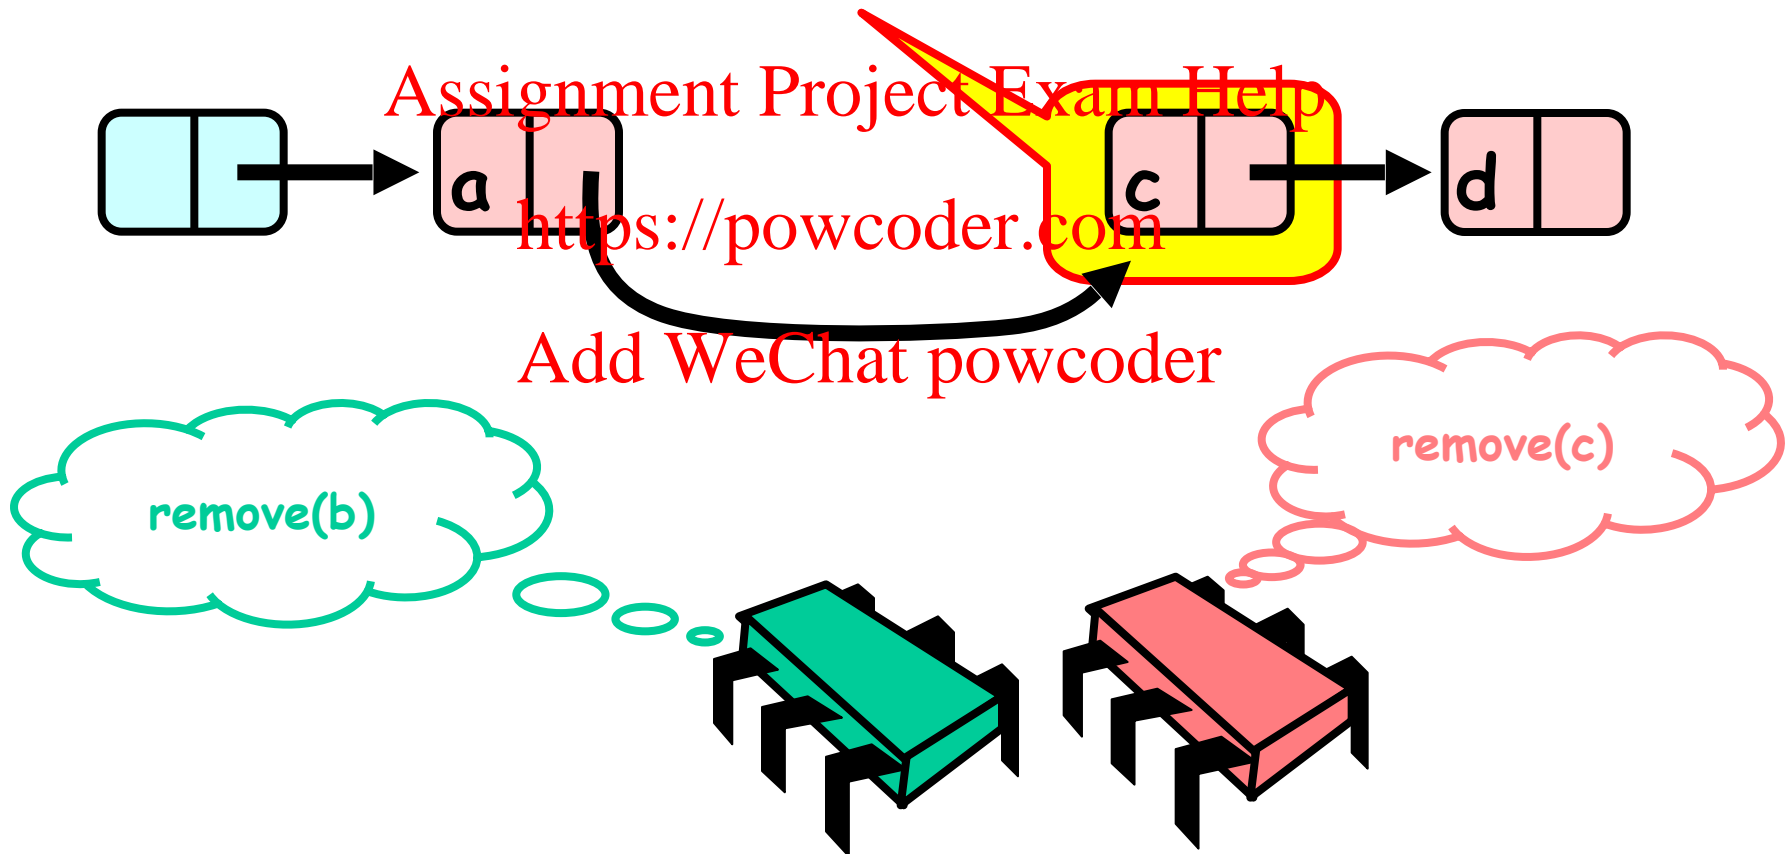 Assignment Project Exam Help
a
c
d
https://powcoder.com
Add WeChat powcoder
remove(c)
remove(b)